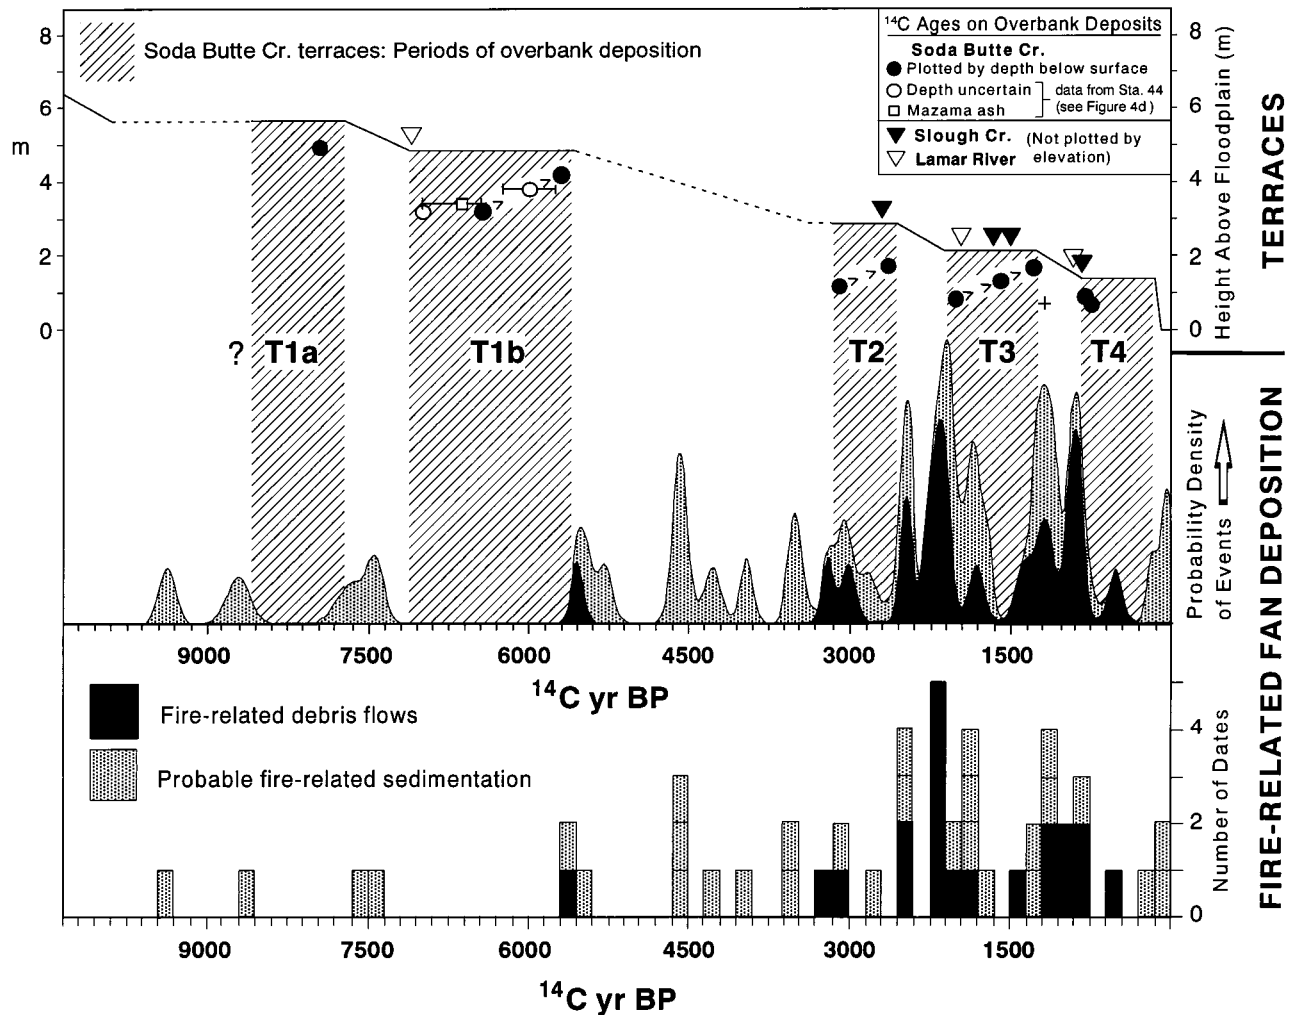 8
6
m
4
2
0
Soda Butte Cr. terraces: Periods of overbank deposition
¹⁴C Ages on Overbank Deposits
Soda Butte Cr.
Plotted by depth below surface
Depth uncertain
Mazama ash
data from Sta. 44
(see Figure 4d )
Slough Cr.
Lamar River
(Not plotted by
elevation)
8
6
4
2
0
Height Above Floodplain (m)
TERRACES
? T1a
T1b
T2
T3
T4
Probability Density
of Events
9000 7500 6000 4500 3000 1500
¹⁴C yr BP
Fire-related debris flows
Probable fire-related sedimentation
4
2
0
Number of Dates
FIRE-RELATED FAN DEPOSITION
9000 7500 6000 4500 3000 1500
¹⁴C yr BP